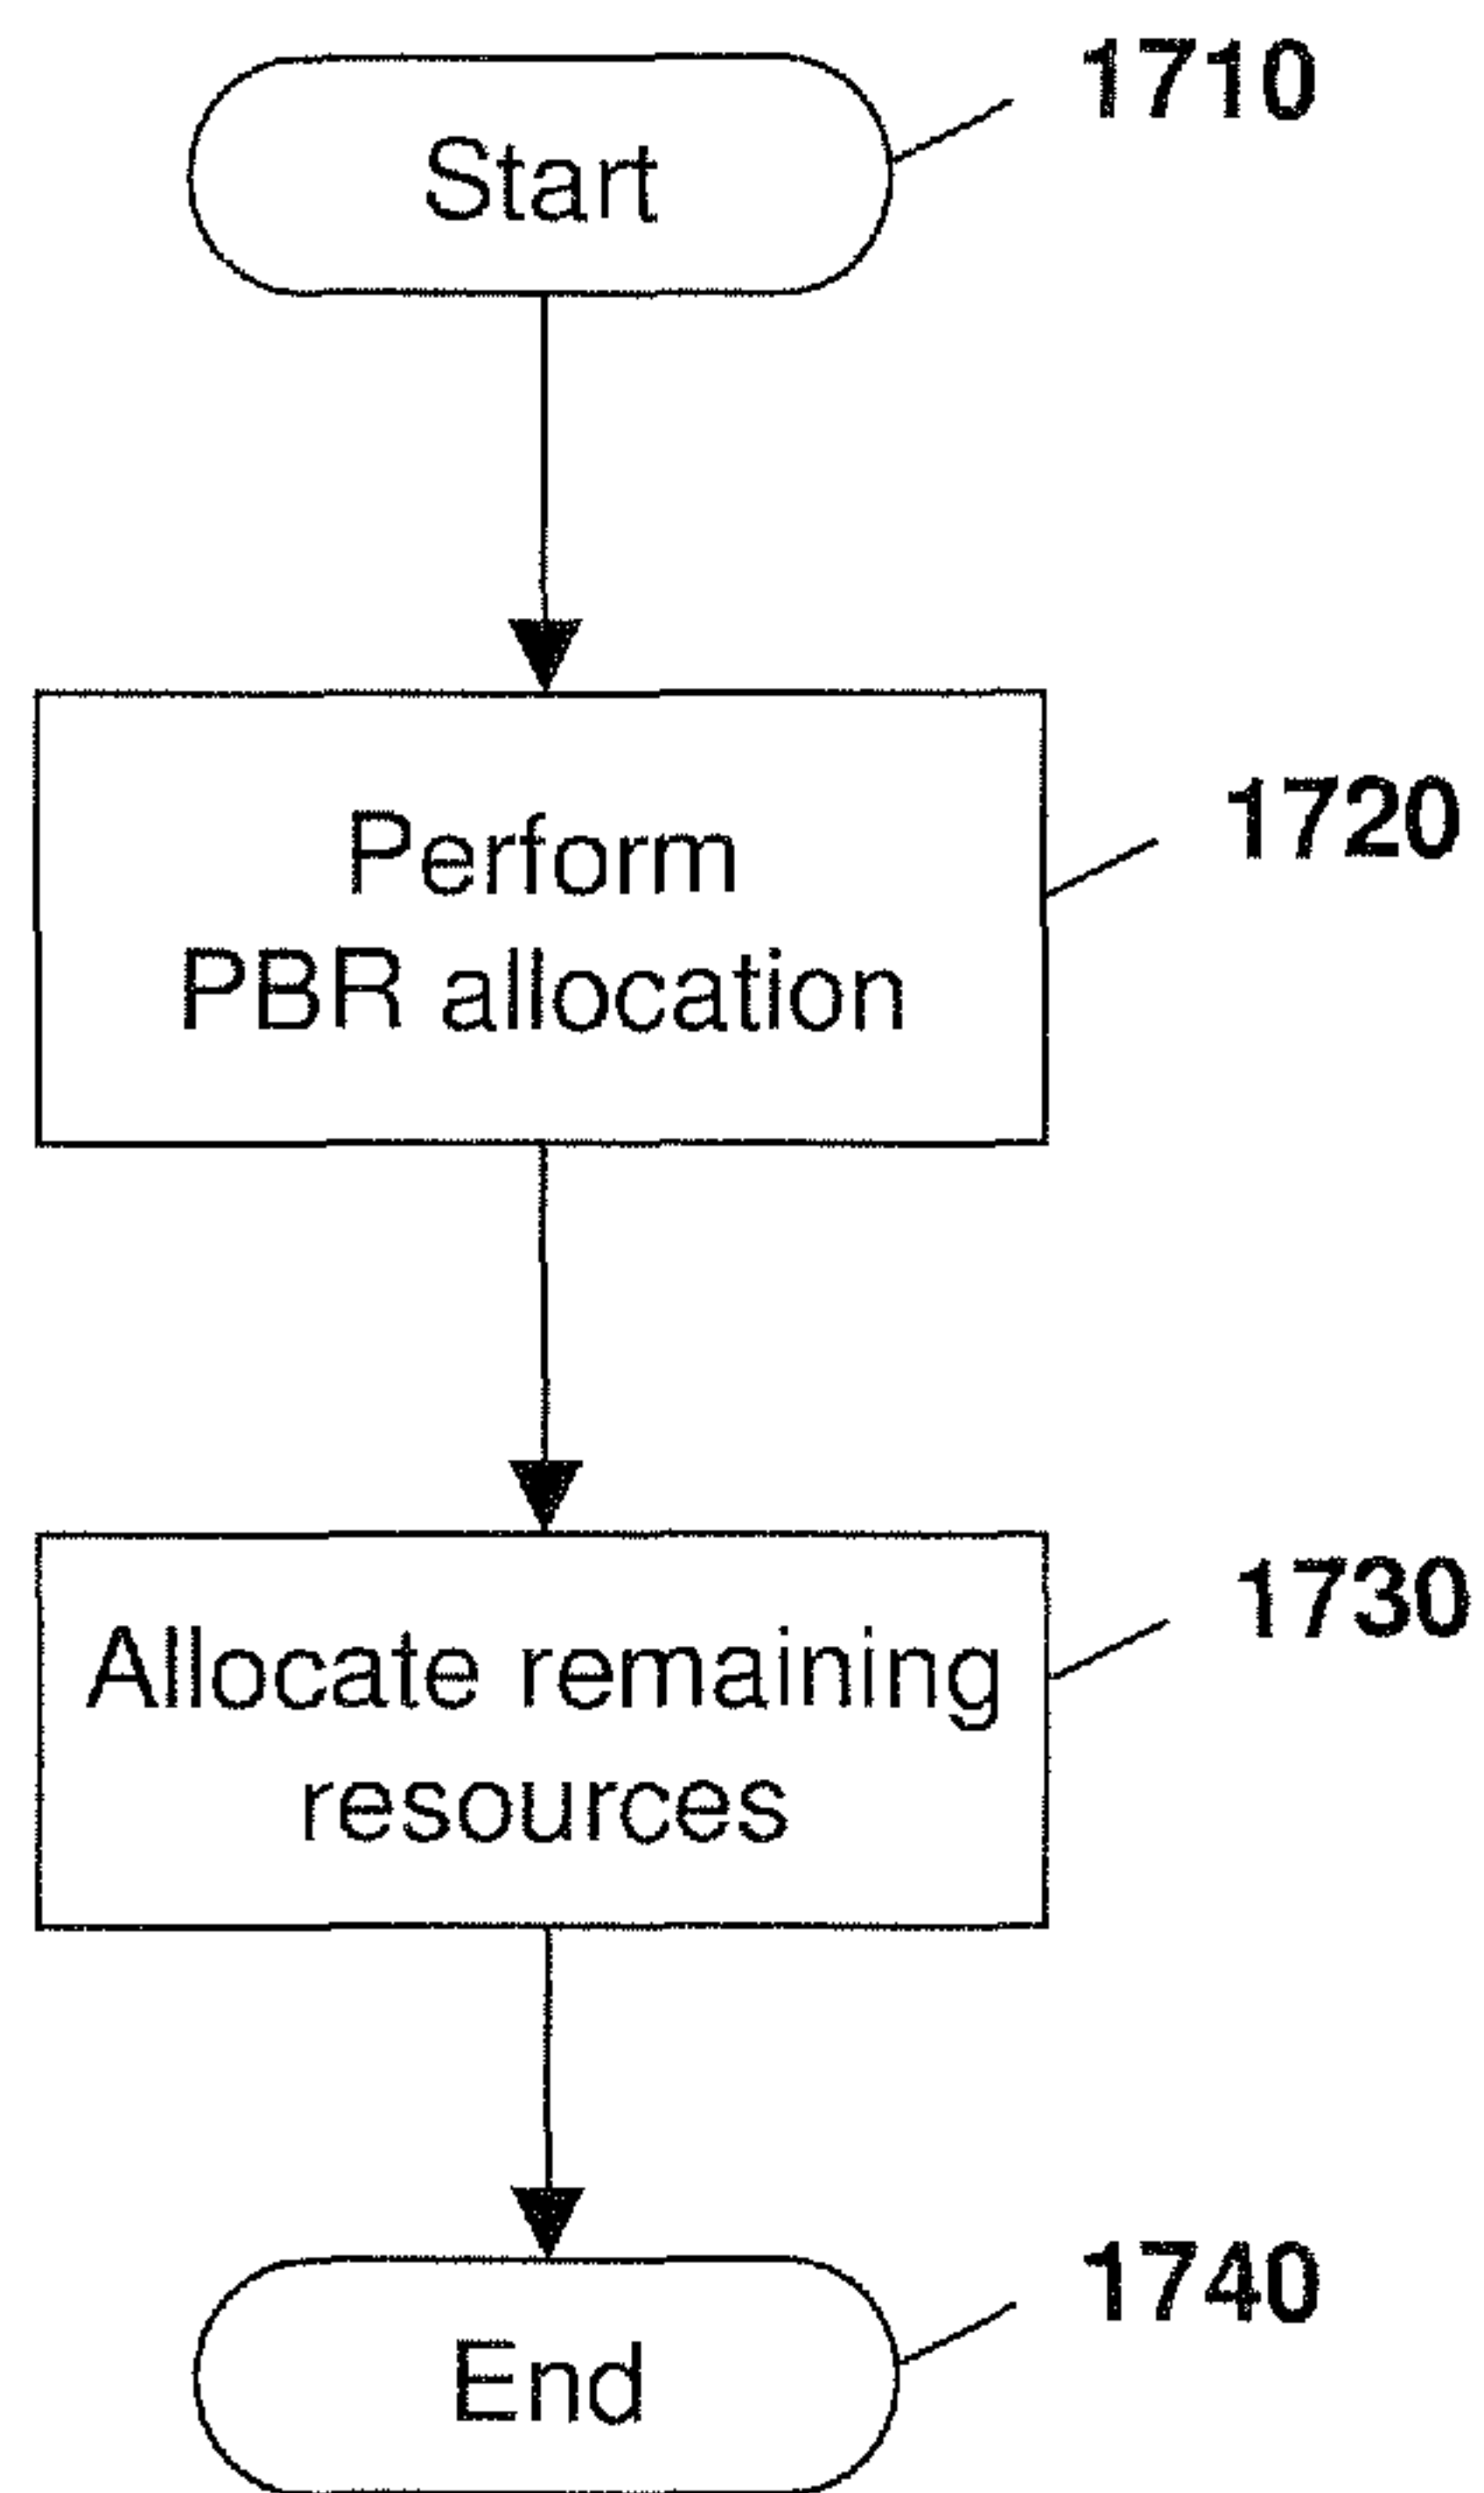 Start
1710
Perform
PBR allocation
1720
Allocate remaining
resources
1730
End
1740